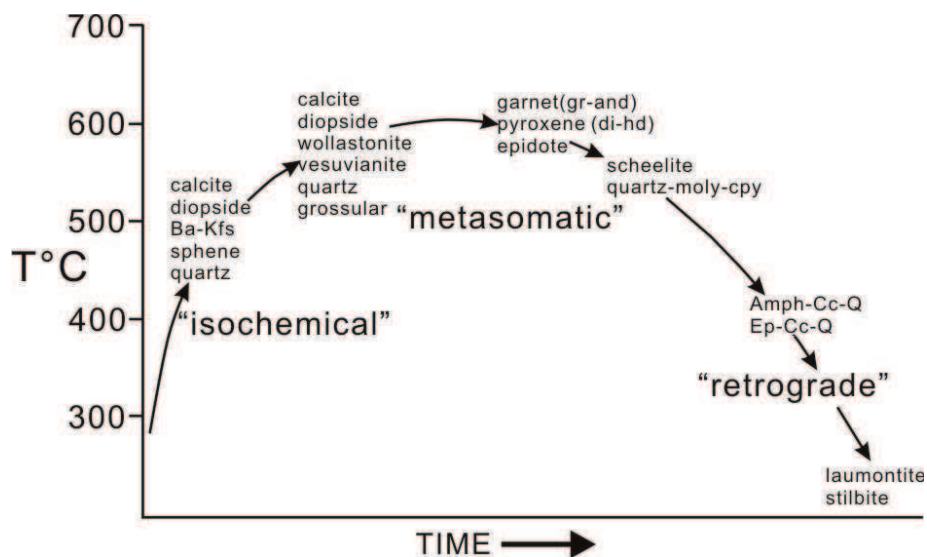 700
600
500
400
300
T°C
calcite
diopside
Ba-Kfs
sphene
quartz
“isochemical”
calcite
diopside
wollastonite
vesuvianite
quartz
grossular
“metasomatic”
garnet(gr-and)
pyroxene (di-hd)
epidote
scheelite
quartz-moly-cpy
Amph-Cc-Q
Ep-Cc-Q
“retrograde”
laumontite
stilbite
TIME